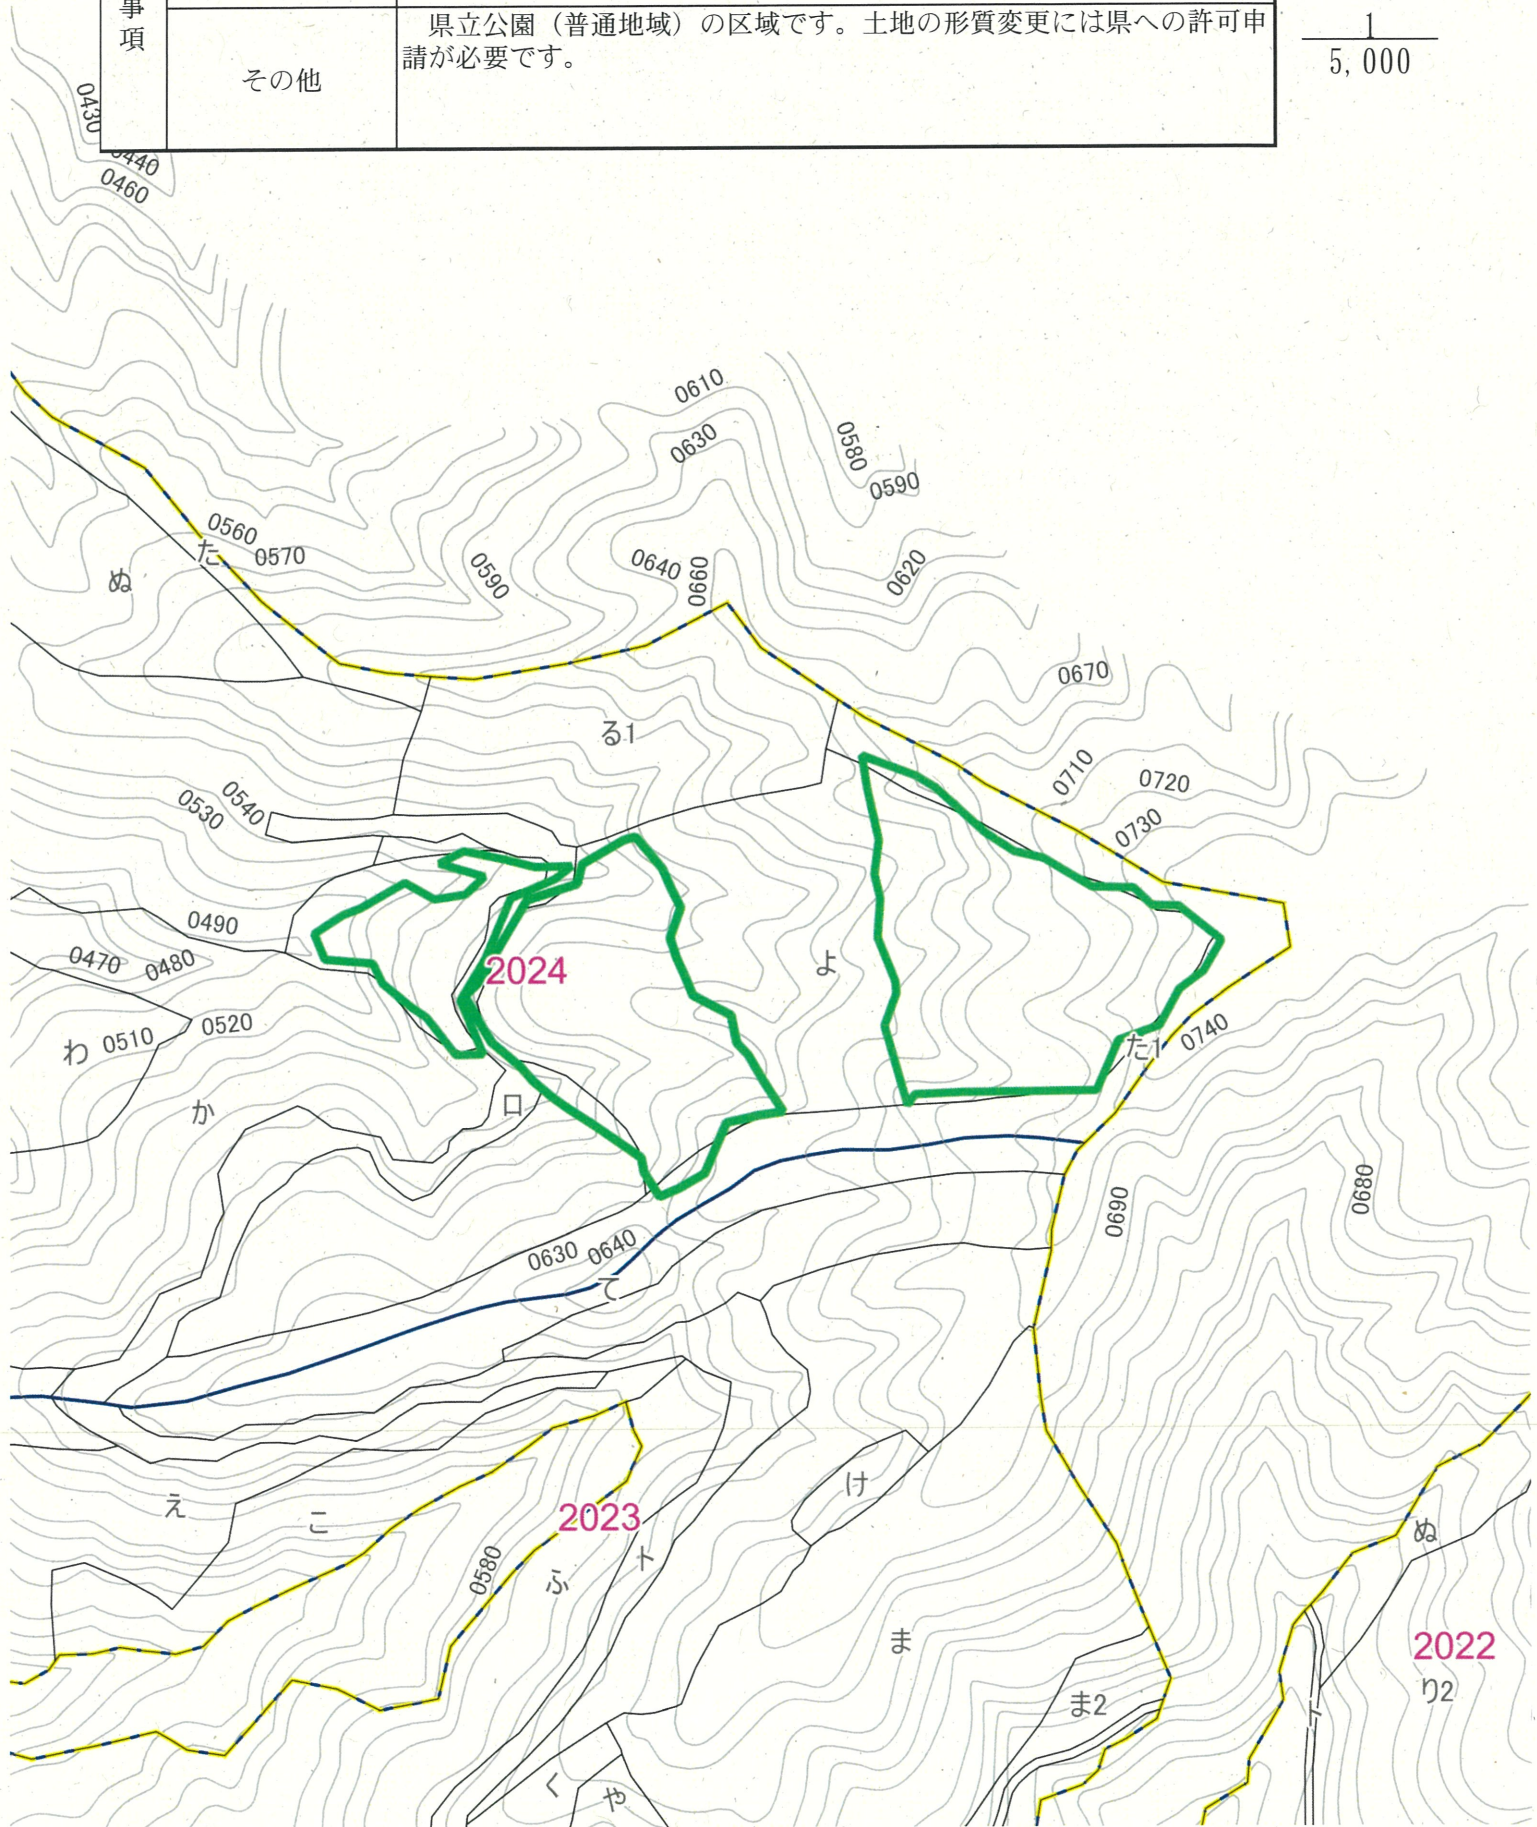 事
項
その他
県立公園（普通地域）の区域です。土地の形質変更には県への許可申
請が必要です。
1
5,000
0430
0440
0460
0610
0630
0580
0590
0560
た
0570
ぬ
0590
0640
0660
0620
0670
る1
0710
0720
0730
0540
0530
0490
0470
0480
2024
よ
0510
0520
わ
か
ロ
た1
0740
0630
0640
て
0690
0680
え
こ
2023
0580
ふ
ト
け
ま
ま2
ぬ
2022
り2
ト
く
や